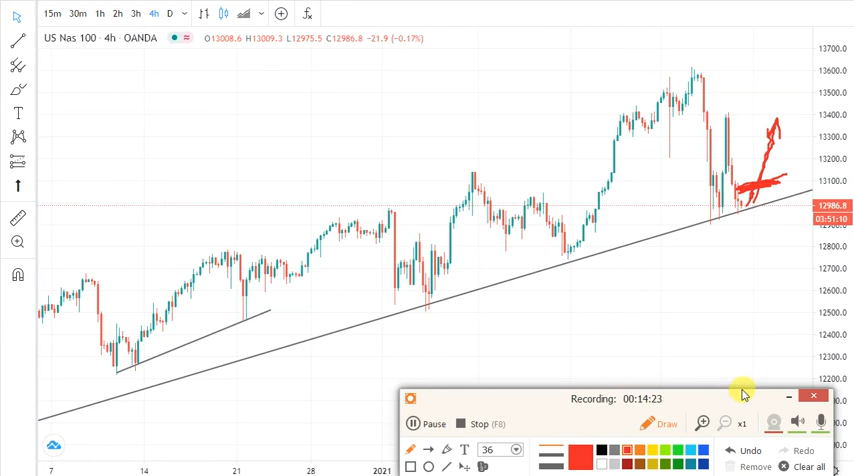 15m 30m 1h 2h 3h 4h D
US Nas 100 · 4h · OANDA O13008.6 H13009.3 L12975.5 C12986.8 -21.9 (-0.17%)
13700.0
13600.0
13500.0
13400.0
13300.0
13200.0
13100.0
12986.8
03:51:10
12900.0
12800.0
12700.0
12600.0
12500.0
12400.0
12300.0
12200.0
7 14 21 28 2021
Recording: 00:14:23
Pause Stop (F8) Draw x1
T 36 Undo Redo
Remove Clear all